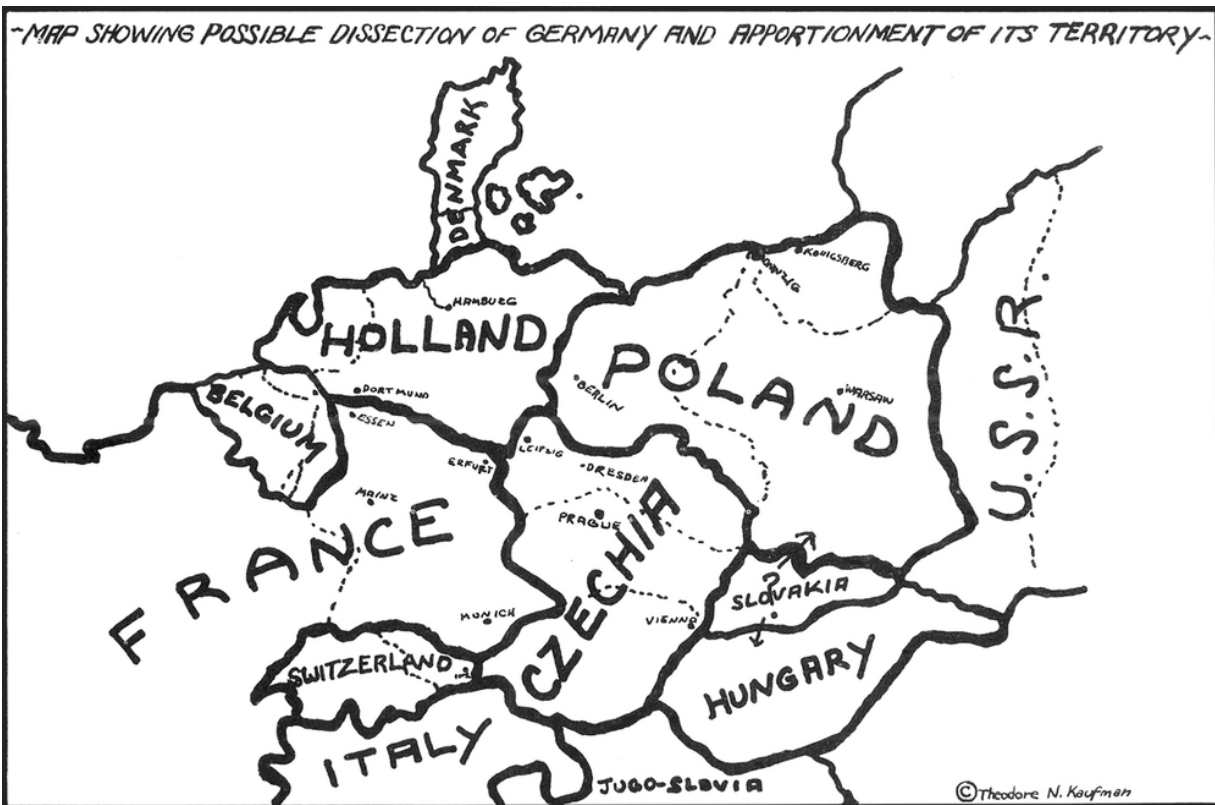 ~MAP SHOWING POSSIBLE DISSECTION OF GERMANY AND APPORTIONMENT OF ITS TERRITORY~
DENMARK
KONIGSBERG
DANZIG
HAMBURG
HOLLAND
POLAND
U.S.S.R.
BERLIN
WARSAW
DORTMUND
BELGIUM
ESSEN
LEIPZIG
ERFURT
DRESDEN
MAINZ
PRAGUE
FRANCE
CZECHIA
?
SLOVAKIA
MUNICH
VIENNA
SWITZERLAND
HUNGARY
ITALY
JUGO-SLAVIA
© Theodore N. Kaufman